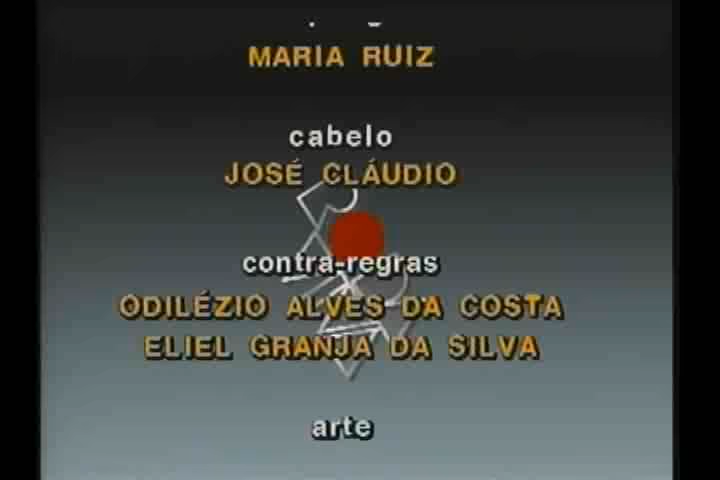 MARIA RUIZ
cabelo
JOSÉ CLÁUDIO
contra-regras
ODILÉZIO ALVES DA COSTA
ELIEL GRANJA DA SILVA
arte